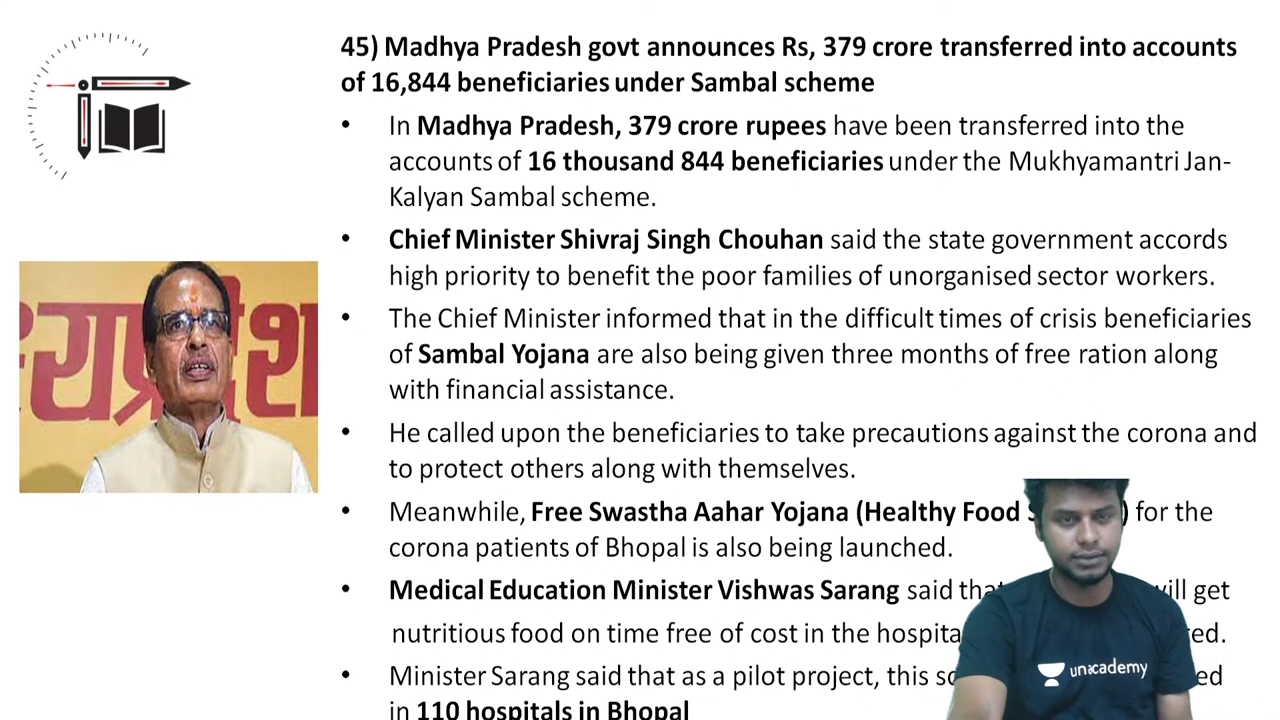 45) Madhya Pradesh govt announces Rs, 379 crore transferred into accounts
of 16,844 beneficiaries under Sambal scheme
• In Madhya Pradesh, 379 crore rupees have been transferred into the
accounts of 16 thousand 844 beneficiaries under the Mukhyamantri Jan-
Kalyan Sambal scheme.
• Chief Minister Shivraj Singh Chouhan said the state government accords
high priority to benefit the poor families of unorganised sector workers.
• The Chief Minister informed that in the difficult times of crisis beneficiaries
of Sambal Yojana are also being given three months of free ration along
with financial assistance.
• He called upon the beneficiaries to take precautions against the corona and
to protect others along with themselves.
• Meanwhile, Free Swastha Aahar Yojana (Healthy Food ) for the
corona patients of Bhopal is also being launched.
• Medical Education Minister Vishwas Sarang said will get
nutritious food on time free of cost in the
• Minister Sarang said that as a pilot project, this
in 110 hospitals in Bhopal
unacademy